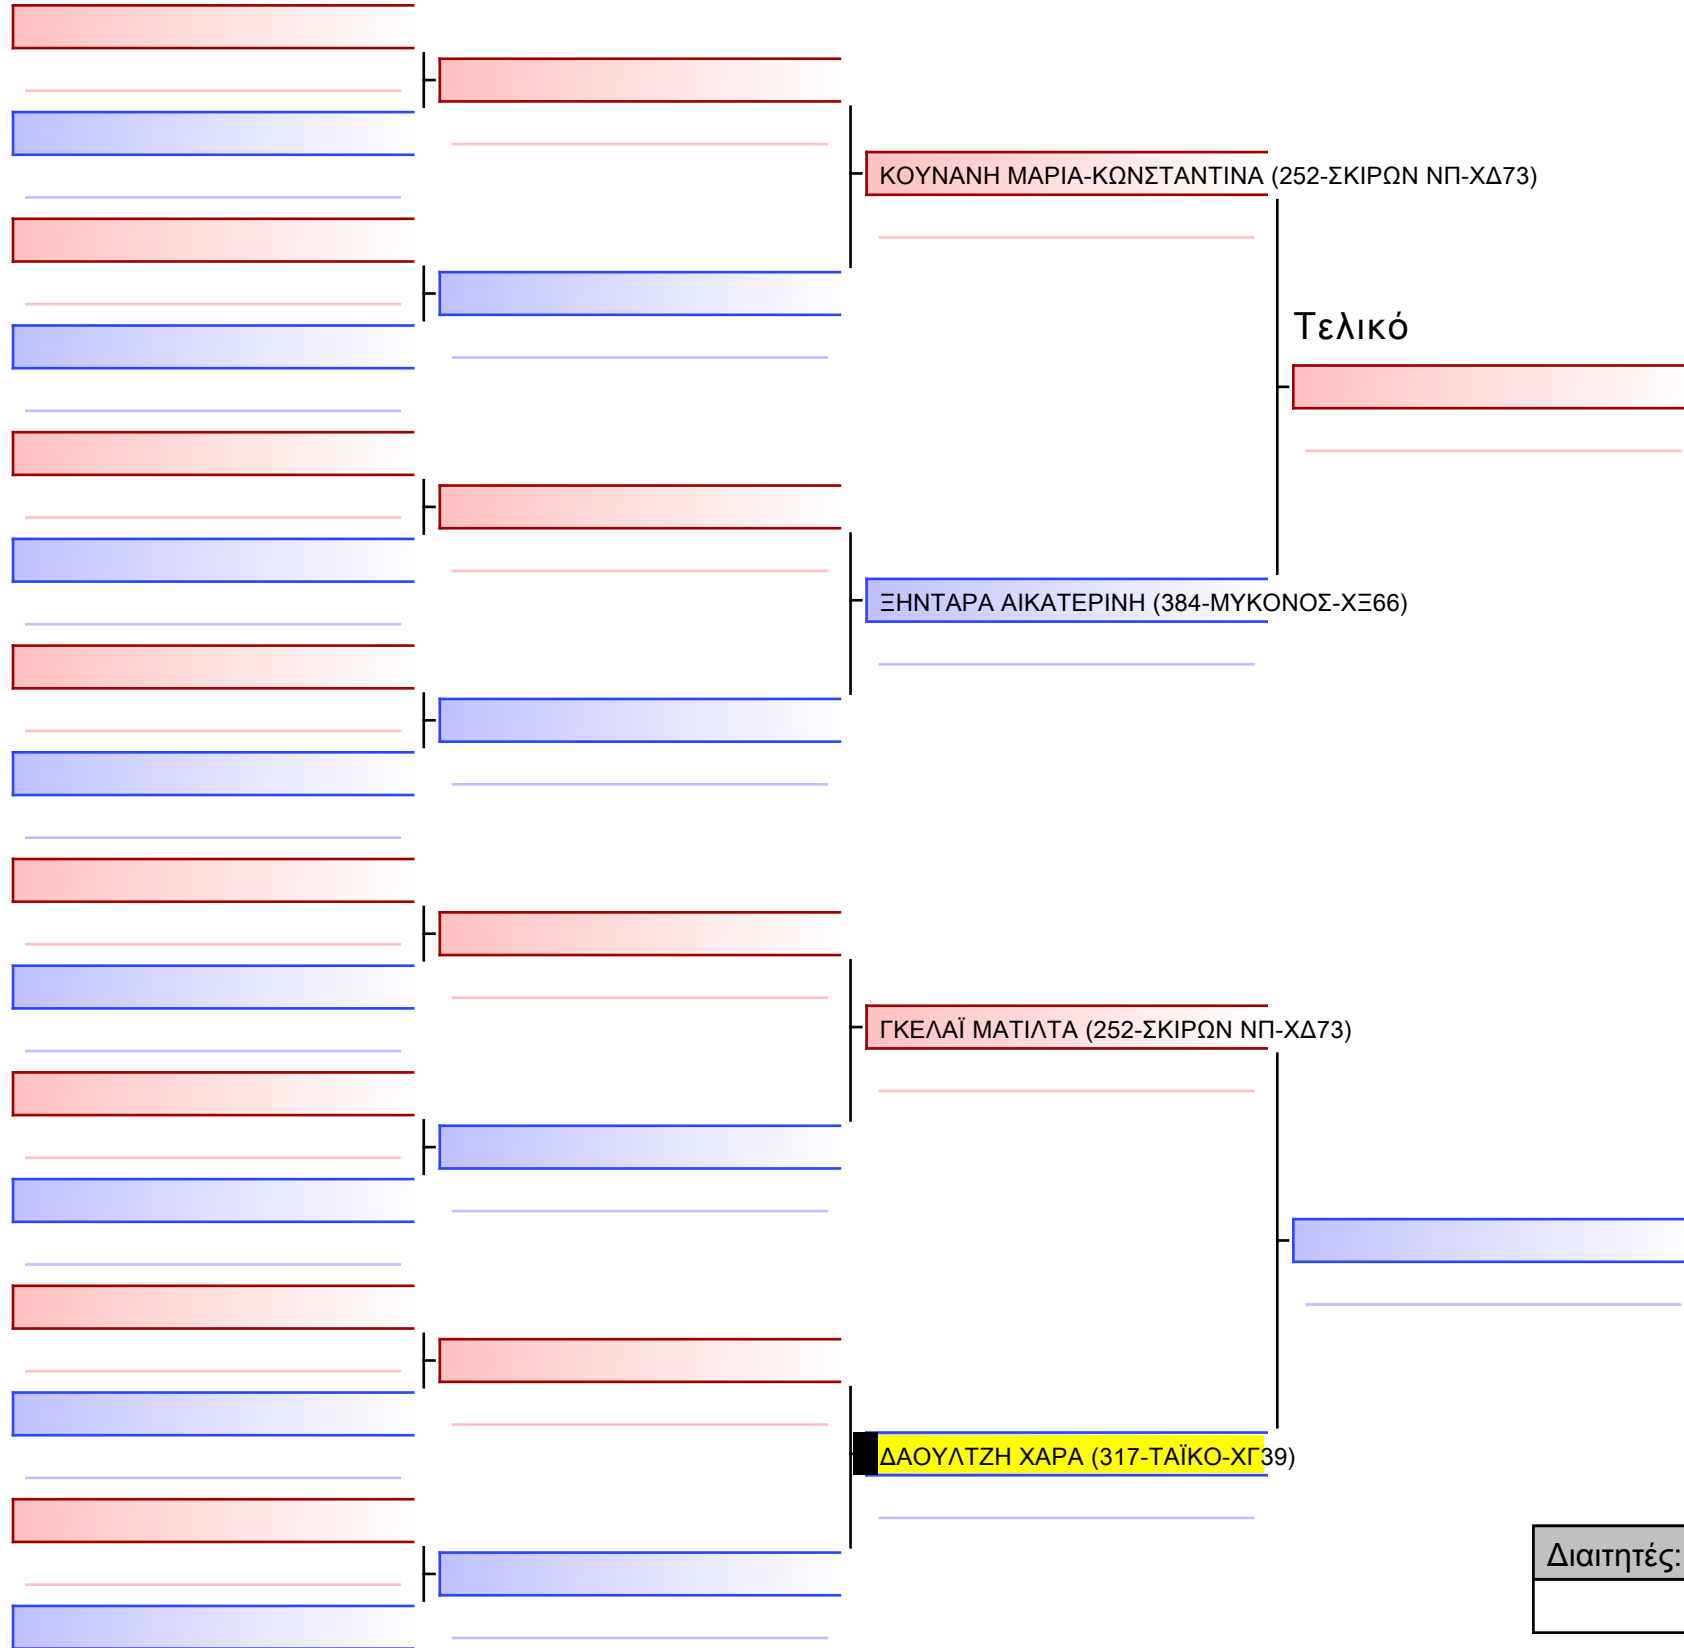 ΚΟΥΝΑΝΗ ΜΑΡΙΑ-ΚΩΝΣΤΑΝΤΙΝΑ (252-ΣΚΙΡΩΝ ΝΠ-ΧΔ73)
Τελικό
ΞΗΝΤΑΡΑ ΑΙΚΑΤΕΡΙΝΗ (384-ΜΥΚΟΝΟΣ-ΧΞ66)
ΓΚΕΛΑΪ ΜΑΤΙΛΤΑ (252-ΣΚΙΡΩΝ ΝΠ-ΧΔ73)
ΔΑΟΥΛΤΖΗ ΧΑΡΑ (317-ΤΑΪΚΟ-ΧΓ39)
Διαιτητές: